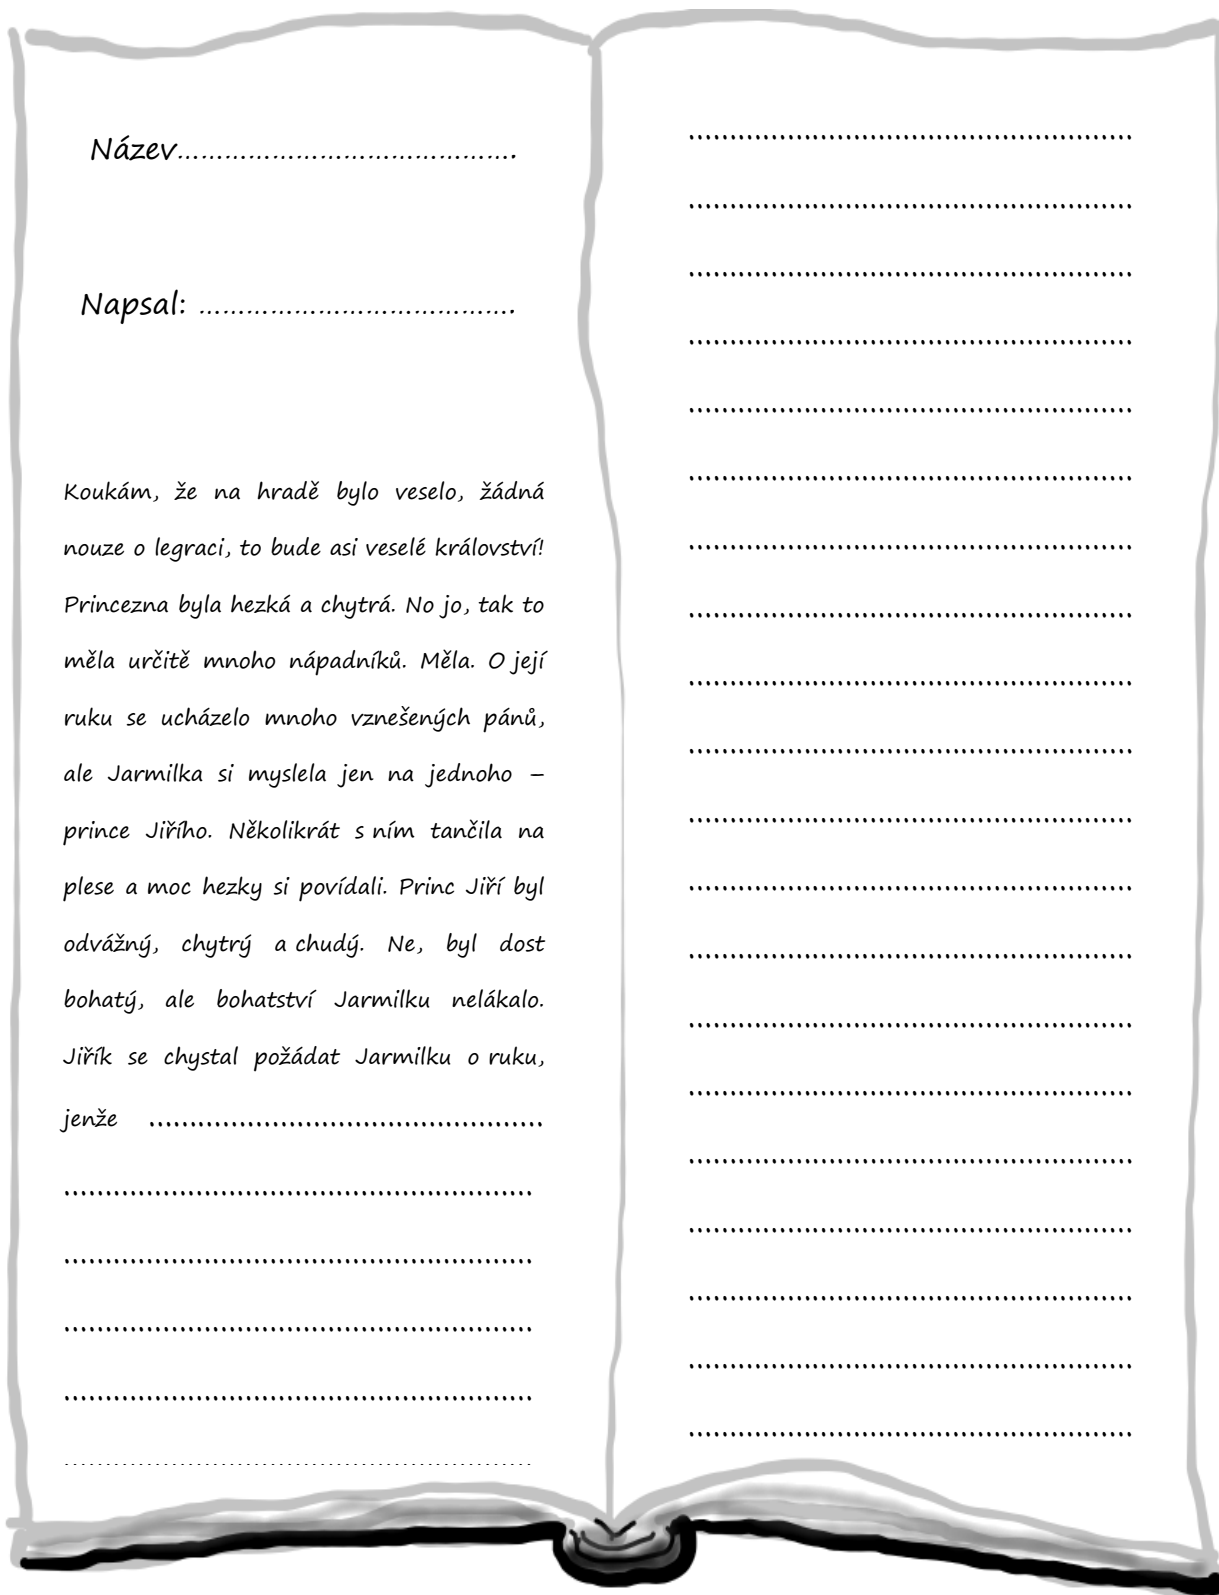 Název...........................................
Napsal: ........................................
Koukám, že na hradě bylo veselo, žádná
nouze o legraci, to bude asi veselé království!
Princezna byla hezká a chytrá. No jo, tak to
měla určitě mnoho nápadníků. Měla. O její
ruku se ucházelo mnoho vznešených pánů,
ale Jarmilka si myslela jen na jednoho –
prince Jiřího. Několikrát s ním tančila na
plese a moc hezky si povídali. Princ Jiří byl
odvážný, chytrý a chudý. Ne, byl dost
bohatý, ale bohatství Jarmilku nelákalo.
Jiřík se chystal požádat Jarmilku o ruku,
jenže ................................................